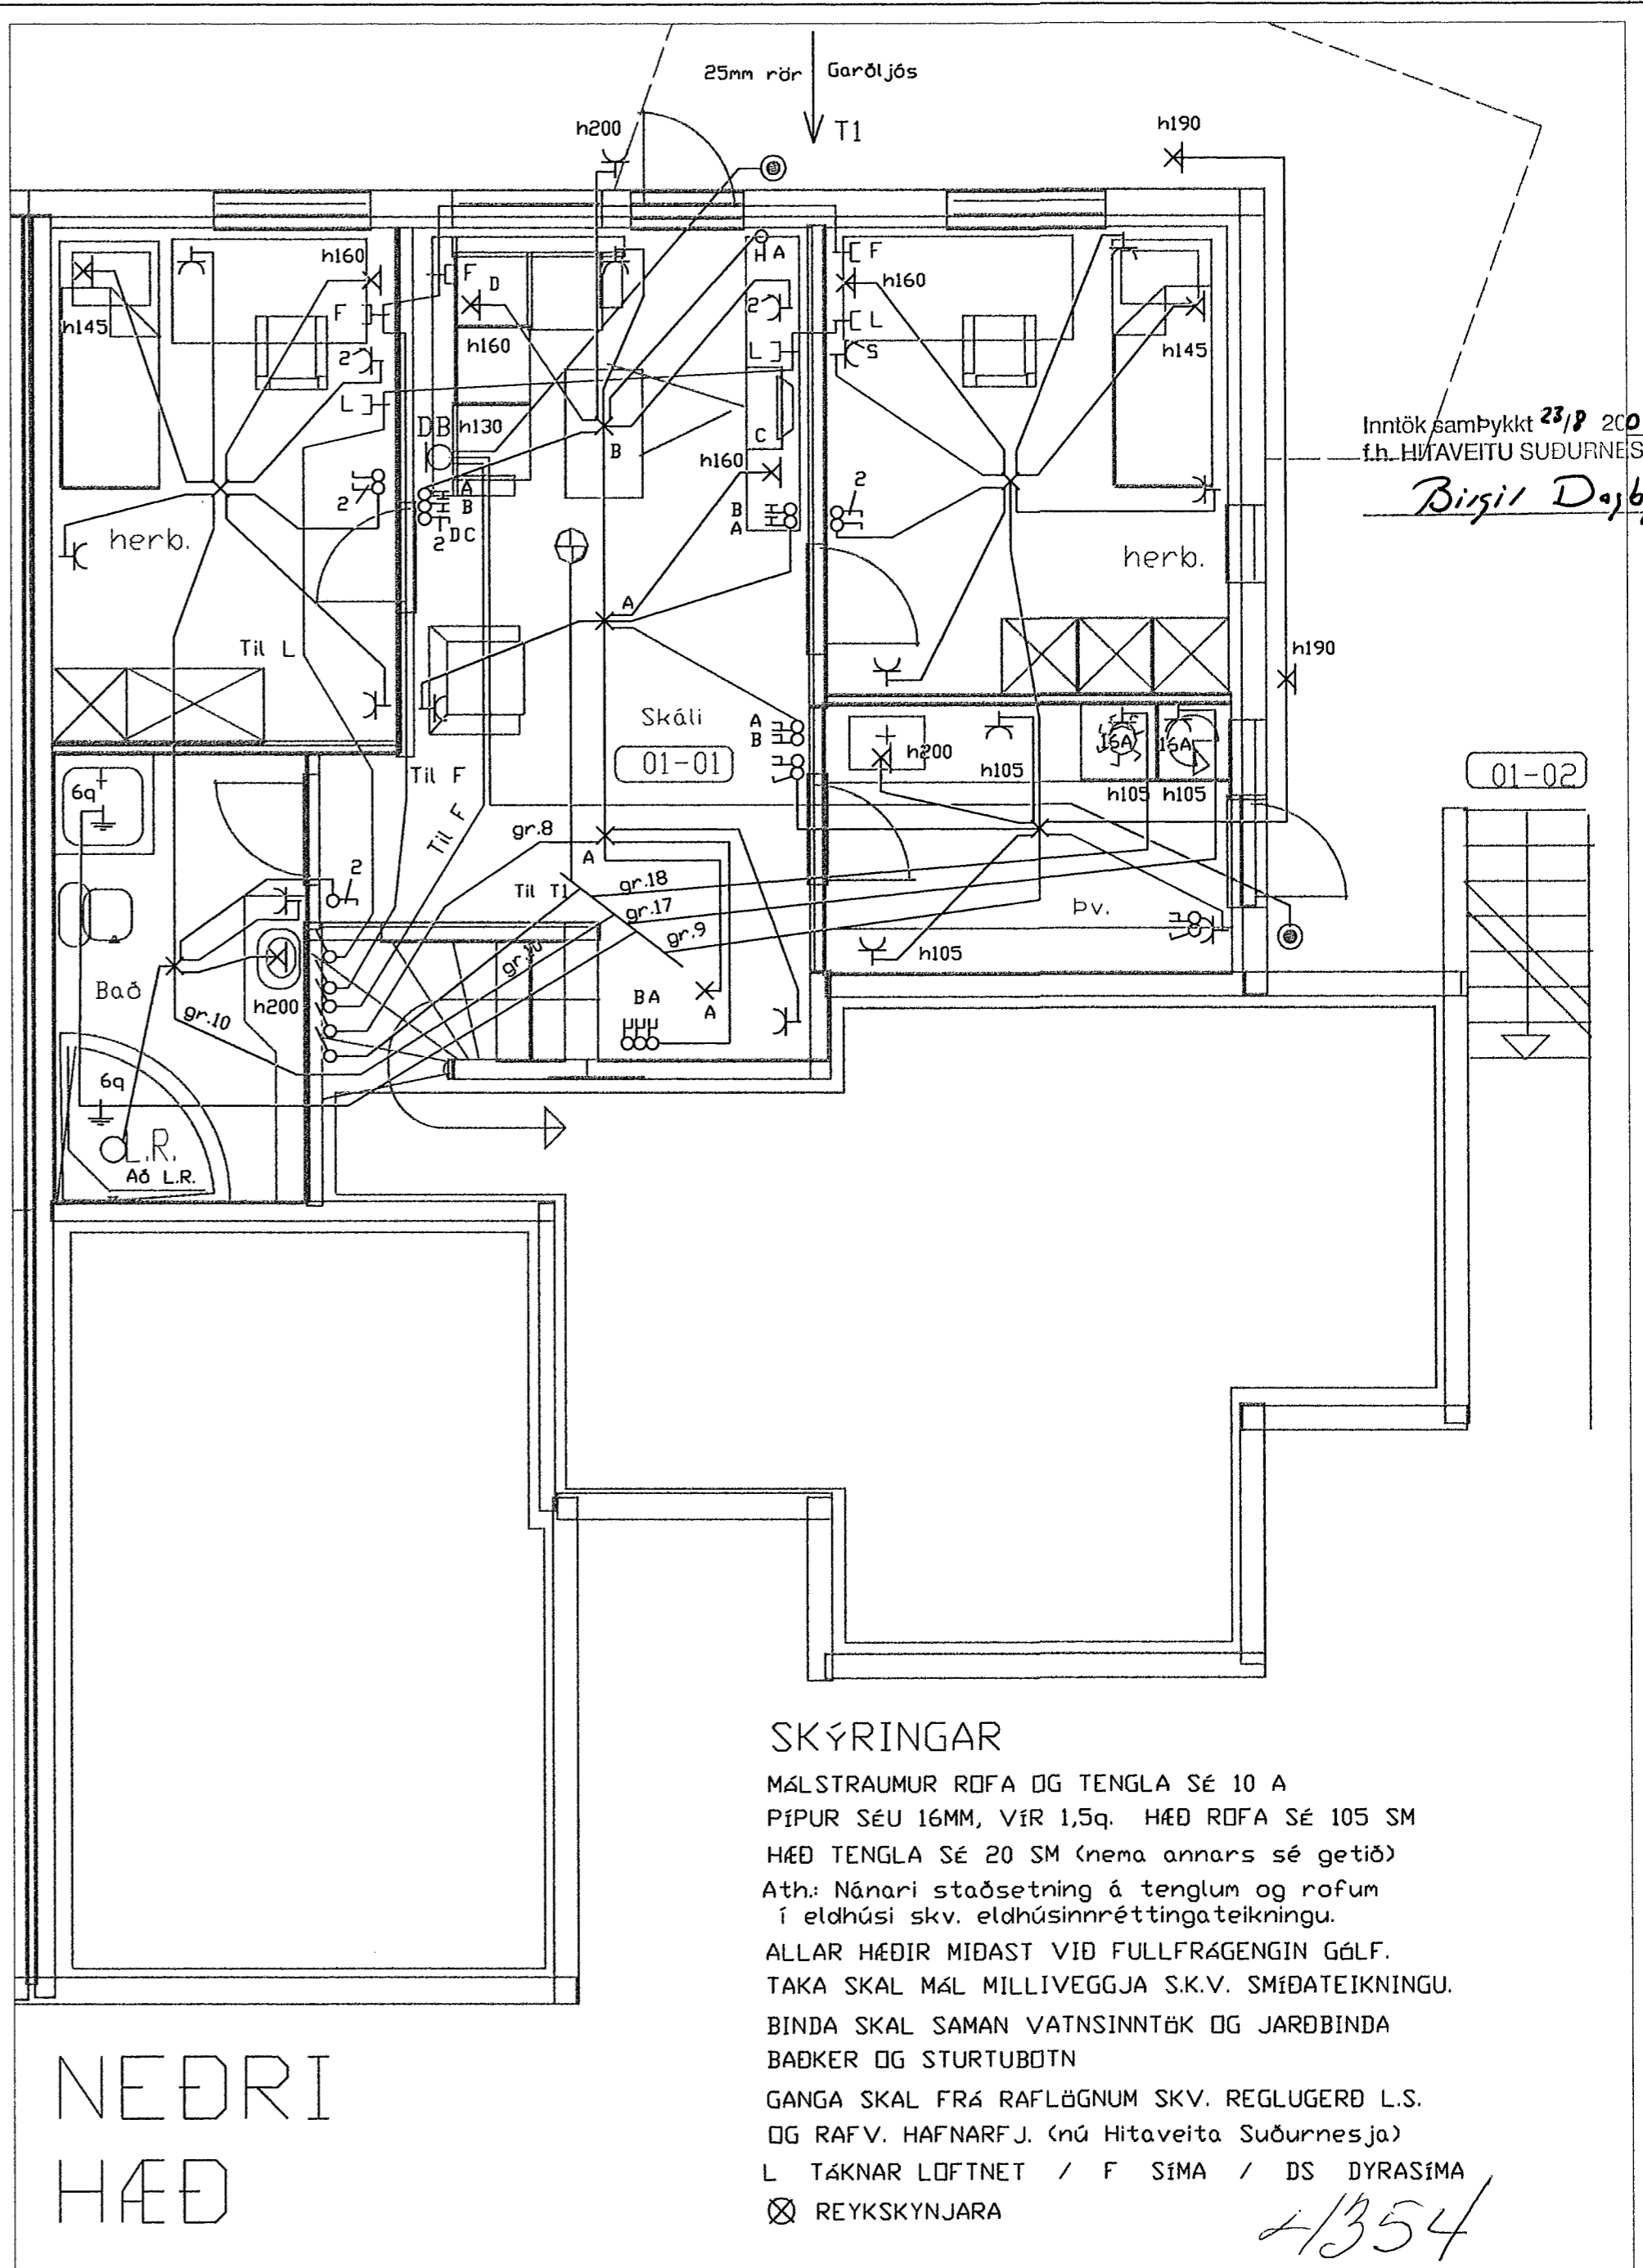 25mm rör Garðljós
T1
h200
h190
h160
F
D
H A
F
h160
h145
F
h160
2
L
L
S
h145
2
L
DB h130
C
B
h160
Inntök samþykkt 23/8 200
f.h. HITAVEITU SUÐURNES
Birgir Dagb
2
A
B
DC
2
B
A
2
herb.
herb.
A
Til L
h190
Skáli
A
B
h200
16A
16A
01-01
h105
01-02
Til F
6q
h105
h105
Til F
gr.8
A
2
Til T1
gr.18
gr.17
Þv.
gr.9
h105
Bað
h200
BA
A
gr.10
6q
L.R.
Að L.R.
SKÝRINGAR
MÁLSTRAUMUR ROFA OG TENGLA SÉ 10 A
PÍPUR SÉU 16MM, VÍR 1,5q. HÆÐ ROFA SÉ 105 SM
HÆÐ TENGLA SÉ 20 SM (nema annars sé getið)
Ath.: Nánari staðsetning á tenglum og rofum
í eldhúsi skv. eldhúsinnréttingateikningu.
ALLAR HÆÐIR MIÐAST VIÐ FULLFRÁGENGIN GÓLF.
TAKA SKAL MÁL MILLIVEGGJA S.K.V. SMÍÐATEIKNINGU.
BINDA SKAL SAMAN VATNSINNTÖK OG JARÐBINDA
BAÐKER OG STURTUBOTN
GANGA SKAL FRÁ RAFLÖGNUM SKV. REGLUGERÐ L.S.
OG RAFV. HAFNARFJ. (nú Hitaveita Suðurnesja)
L TÁKNAR LOFTNET / F SÍMA / DS DYRASÍMA
REYKSKYNJARA
NEÐRI
HÆÐ
4354